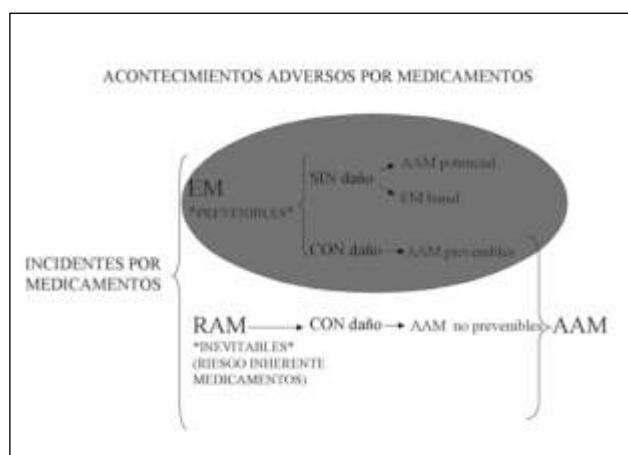 ACONTECIMIENTOS ADVERSOS POR MEDICAMENTOS
EM
*PREVENIBLES*
SIN daño
AAM potencial
EM banal
CON daño
AAM prevenibles
INCIDENTES POR
MEDICAMENTOS
RAM
CON daño
AAM no prevenibles
AAM
*INEVITABLES*
(RIESGO INHERENTE
MEDICAMENTOS)